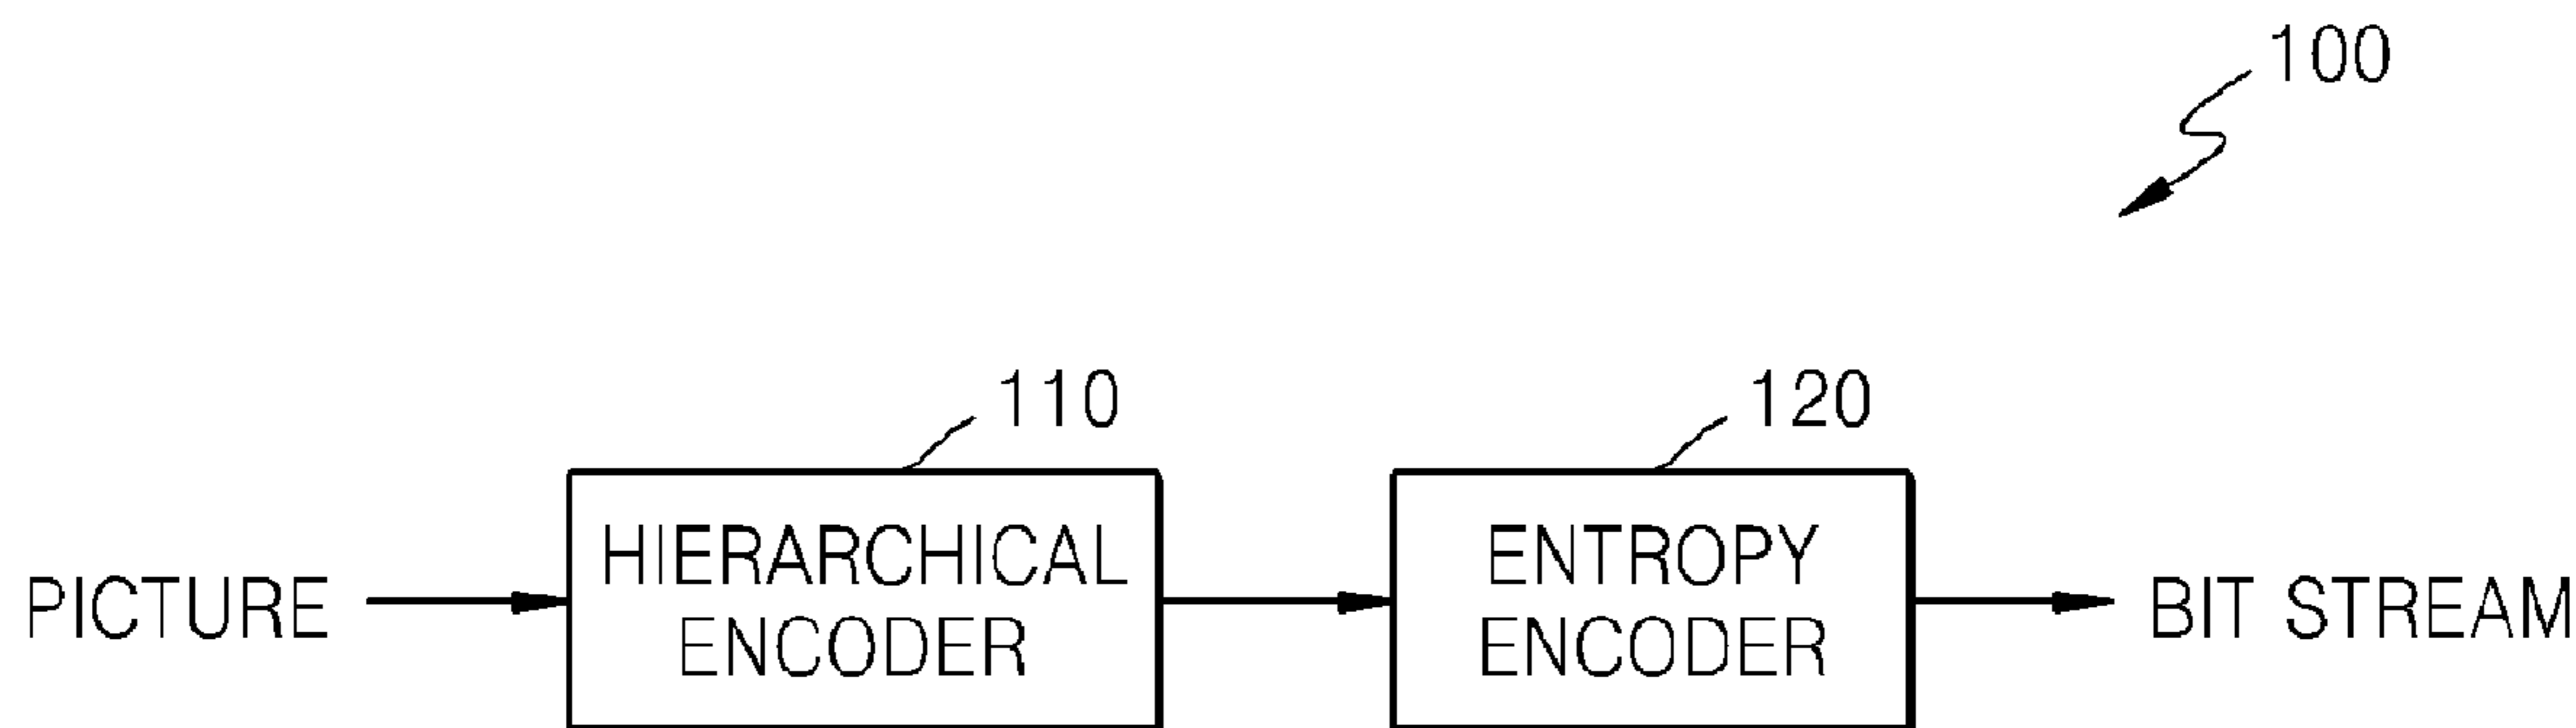 100
110
120
PICTURE
HIERARCHICAL
ENCODER
ENTROPY
ENCODER
BIT STREAM